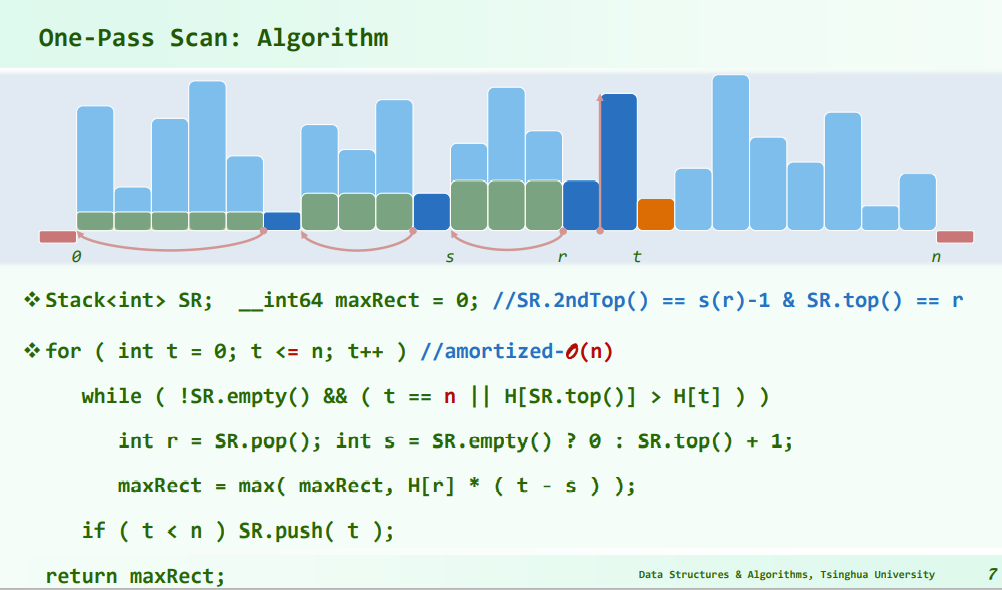 One-Pass Scan: Algorithm
0 s r t n
❖Stack<int> SR; __int64 maxRect = 0; //SR.2ndTop() == s(r)-1 & SR.top() == r
❖for ( int t = 0; t <= n; t++ ) //amortized-𝒪(n)
while ( !SR.empty() && ( t == n || H[SR.top()] > H[t] ) )
int r = SR.pop(); int s = SR.empty() ? 0 : SR.top() + 1;
maxRect = max( maxRect, H[r] * ( t - s ) );
if ( t < n ) SR.push( t );
return maxRect;
Data Structures & Algorithms, Tsinghua University 7